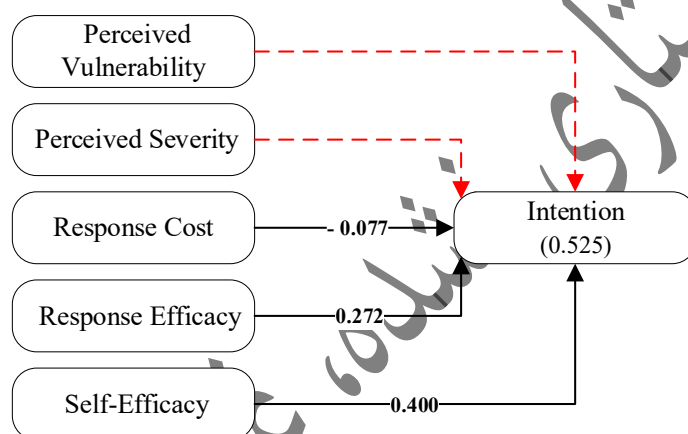 Perceived
Vulnerability
Perceived Severity
Response Cost
- 0.077
Intention
(0.525)
Response Efficacy
0.272
Self-Efficacy
0.400